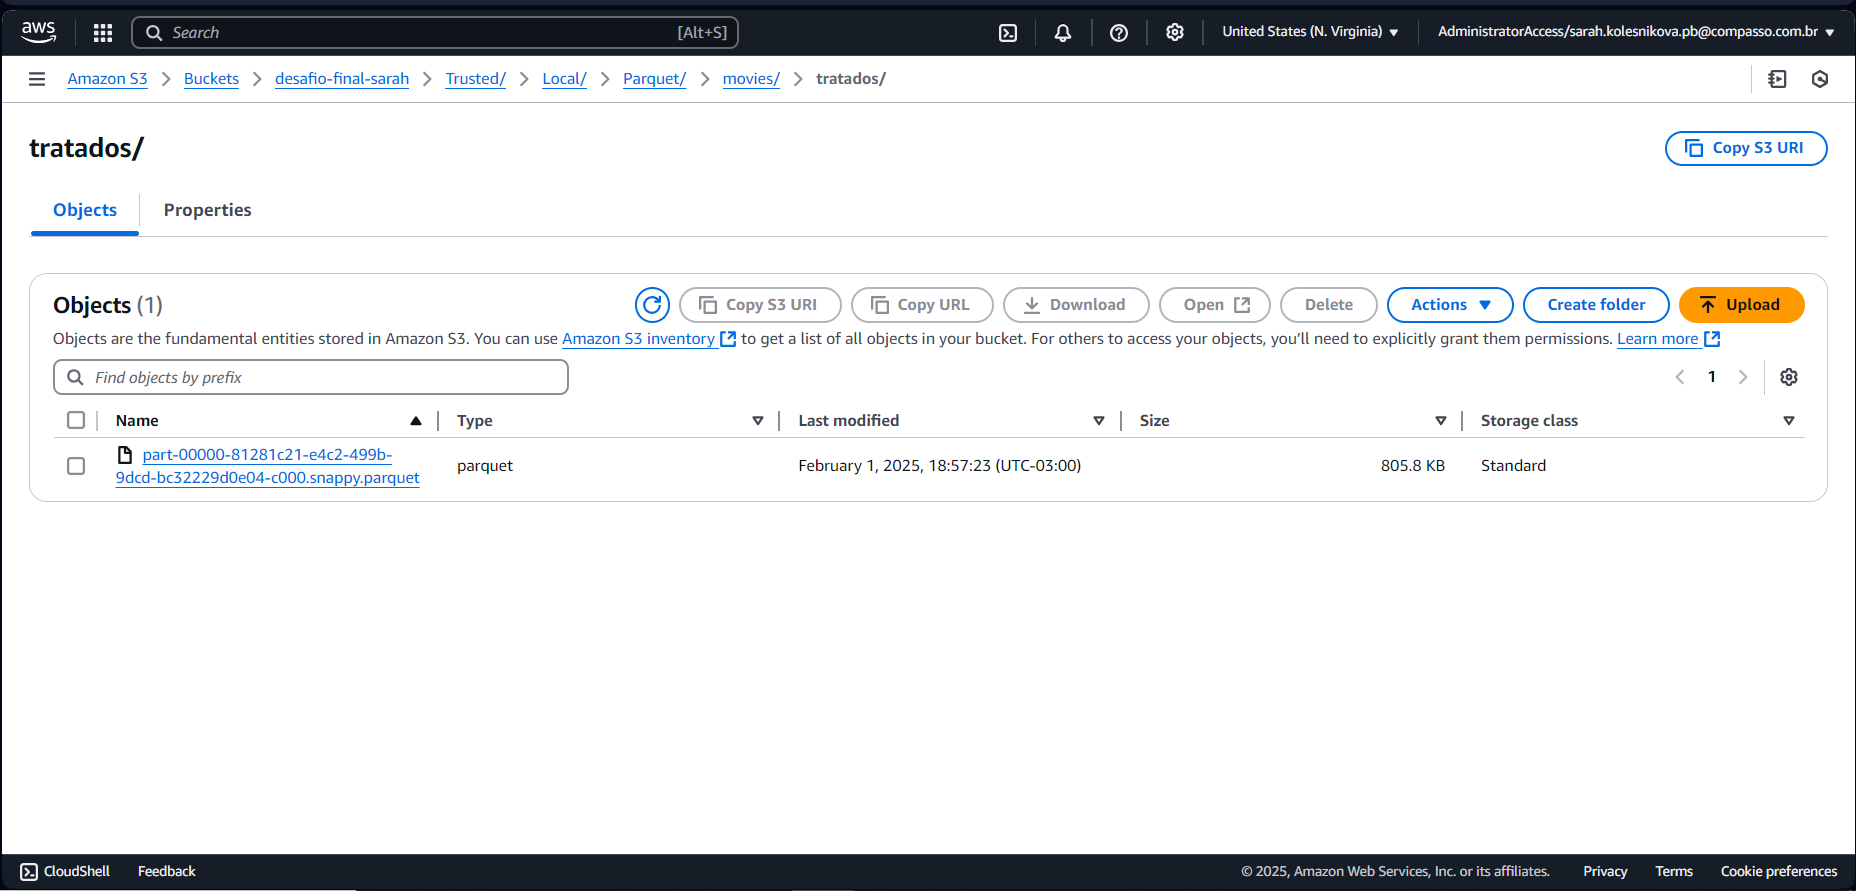 aws
Search [Alt+S] United States (N. Virginia) AdministratorAccess/sarah.kolesnikova.pb@compasso.com.br
Amazon S3 Buckets desafio-final-sarah Trusted/ Local/ Parquet/ movies/ tratados/
tratados/
Copy S3 URI
Objects Properties
Objects (1)
Copy S3 URI Copy URL Download Open Delete Actions Create folder Upload
Objects are the fundamental entities stored in Amazon S3. You can use Amazon S3 inventory to get a list of all objects in your bucket. For others to access your objects, you’ll need to explicitly grant them permissions. Learn more
Find objects by prefix
1
Name Type Last modified Size Storage class
part-00000-81281c21-e4c2-499b-
9dcd-bc32229d0e04-c000.snappy.parquet
parquet February 1, 2025, 18:57:23 (UTC-03:00) 805.8 KB Standard
CloudShell Feedback © 2025, Amazon Web Services, Inc. or its affiliates. Privacy Terms Cookie preferences